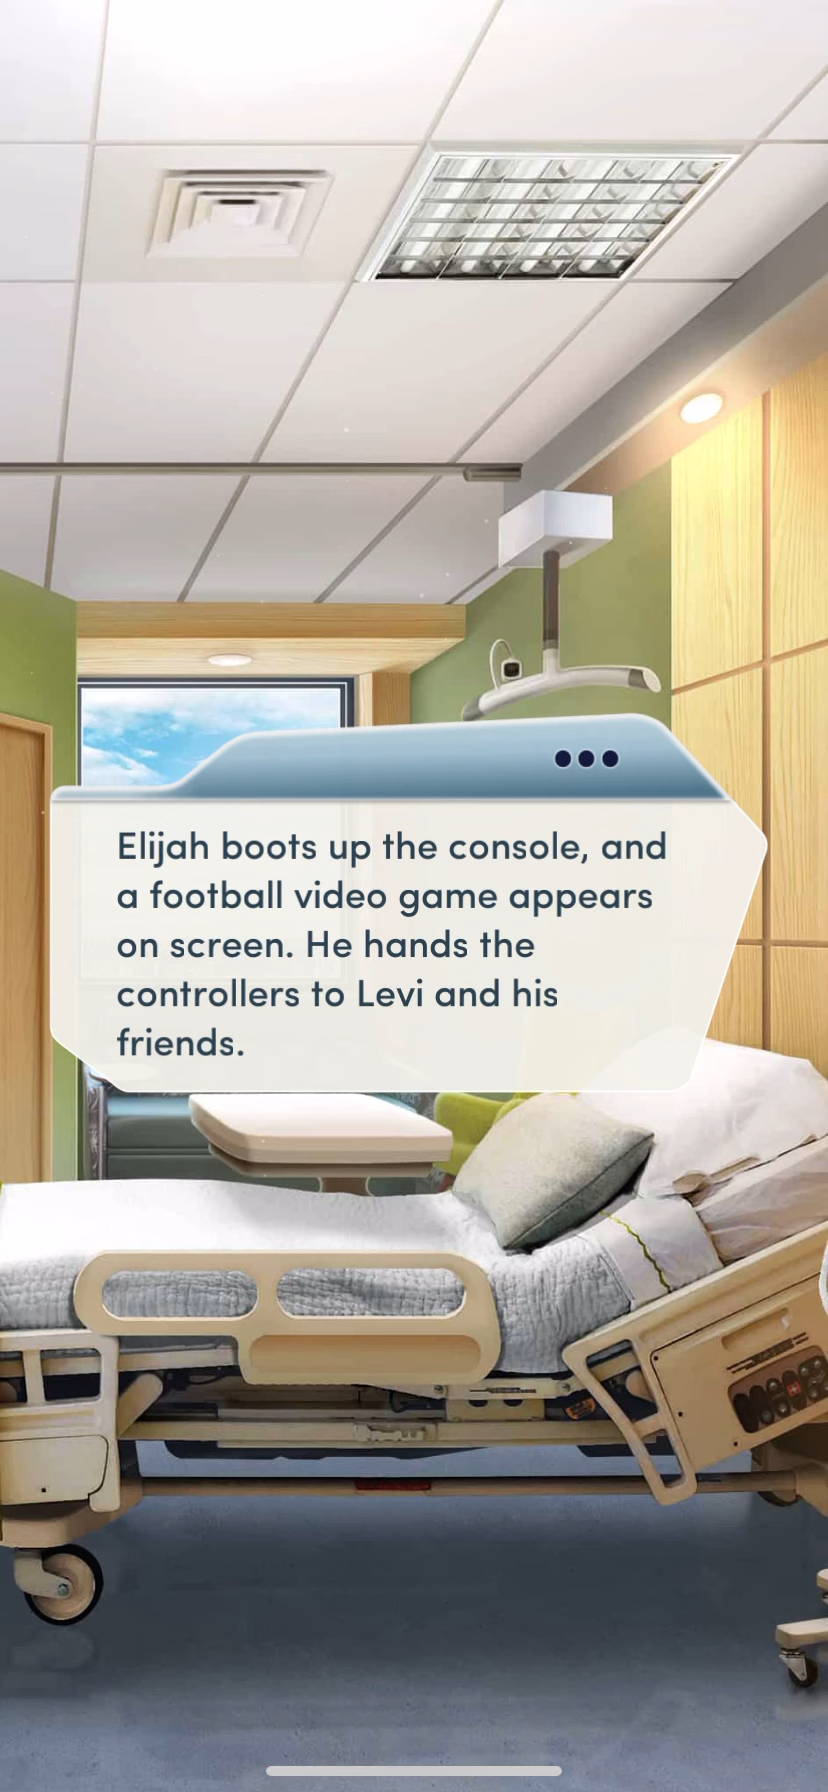 Elijah boots up the console, and
a football video game appears
on screen. He hands the
controllers to Levi and his
friends.